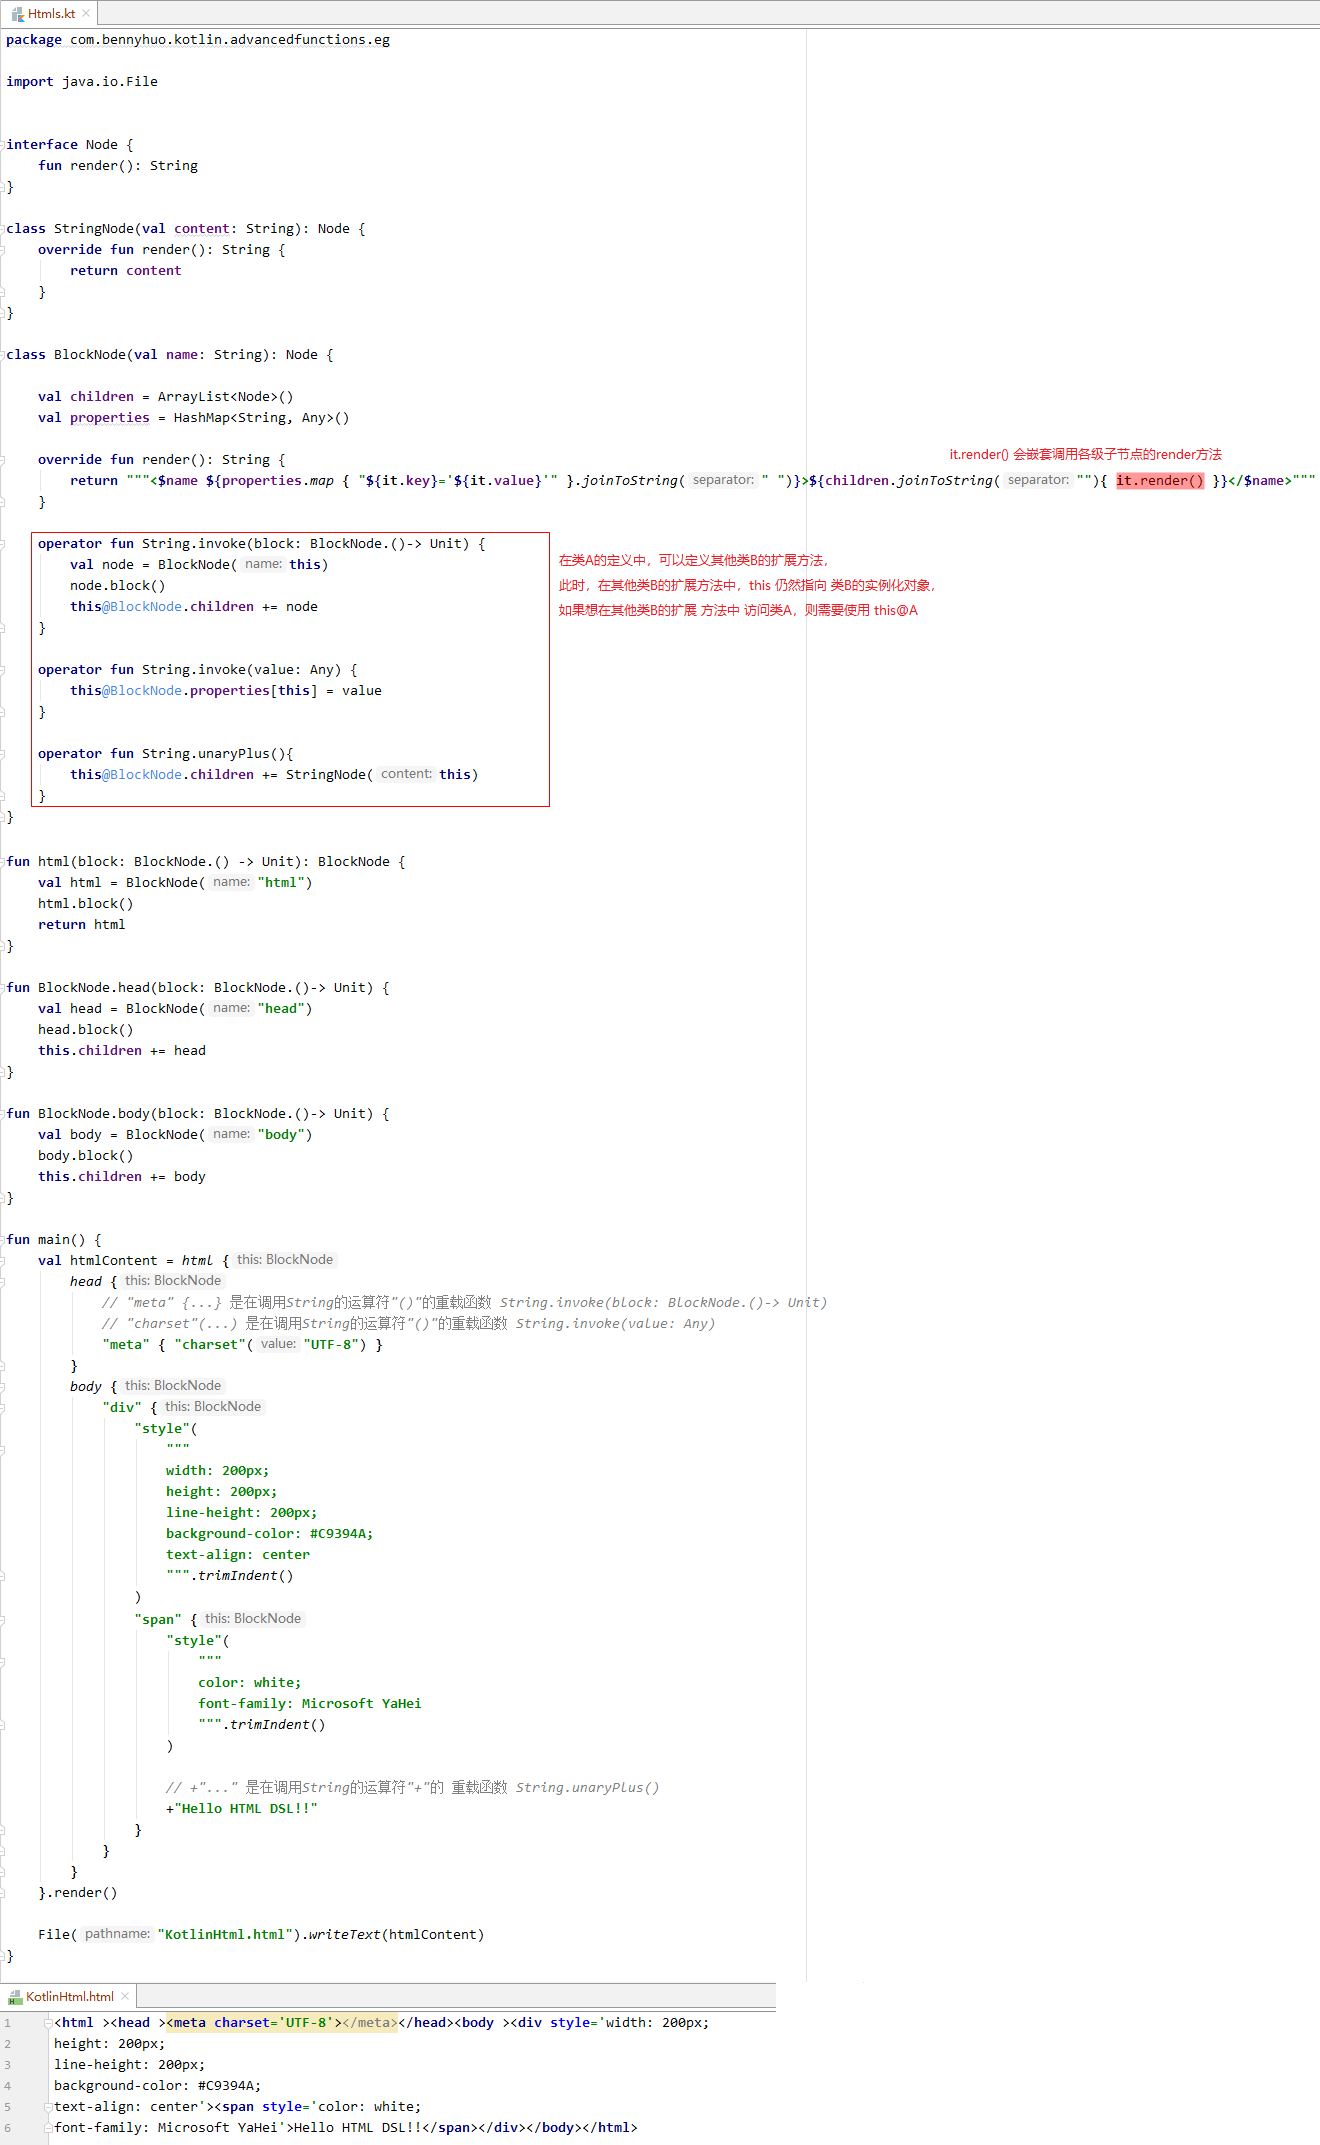 Htmls.kt
package com.bennyhuo.kotlin.advancedfunctions.eg
import java.io.File
interface Node {
fun render(): String
}
class StringNode(val content: String): Node {
override fun render(): String {
return content
}
}
class BlockNode(val name: String): Node {
val children = ArrayList<Node>()
val properties = HashMap<String, Any>()
it.render() 会嵌套调用各级子节点的render方法
override fun render(): String {
return """<$name ${properties.map { "${it.key}='${it.value}'" }.joinToString( separator: " ")}>${children.joinToString( separator: ""){ it.render() }}</$name>"""
}
operator fun String.invoke(block: BlockNode.()-> Unit) {
val node = BlockNode( name: this)
node.block()
this@BlockNode.children += node
}
在类A的定义中，可以定义其他类B的扩展方法，
此时，在其他类B的扩展方法中，this 仍然指向 类B的实例化对象，
如果想在其他类B的扩展 方法中 访问类A，则需要使用 this@A
operator fun String.invoke(value: Any) {
this@BlockNode.properties[this] = value
}
operator fun String.unaryPlus(){
this@BlockNode.children += StringNode( content: this)
}
}
fun html(block: BlockNode.() -> Unit): BlockNode {
val html = BlockNode( name: "html")
html.block()
return html
}
fun BlockNode.head(block: BlockNode.()-> Unit) {
val head = BlockNode( name: "head")
head.block()
this.children += head
}
fun BlockNode.body(block: BlockNode.()-> Unit) {
val body = BlockNode( name: "body")
body.block()
this.children += body
}
fun main() {
val htmlContent = html { this: BlockNode
head { this: BlockNode
// "meta" {...} 是在调用String的运算符"()"的重载函数 String.invoke(block: BlockNode.()-> Unit)
// "charset"(...) 是在调用String的运算符"()"的重载函数 String.invoke(value: Any)
"meta" { "charset"( value: "UTF-8") }
}
body { this: BlockNode
"div" { this: BlockNode
"style"(
"""
width: 200px;
height: 200px;
line-height: 200px;
background-color: #C9394A;
text-align: center
""".trimIndent()
)
"span" { this: BlockNode
"style"(
"""
color: white;
font-family: Microsoft YaHei
""".trimIndent()
)
// +"..." 是在调用String的运算符"+"的 重载函数 String.unaryPlus()
+"Hello HTML DSL!!"
}
}
}
}.render()
File( pathname: "KotlinHtml.html").writeText(htmlContent)
}
KotlinHtml.html
1 <html ><head ><meta charset='UTF-8'></meta></head><body ><div style='width: 200px;
2 height: 200px;
3 line-height: 200px;
4 background-color: #C9394A;
5 text-align: center'><span style='color: white;
6 font-family: Microsoft YaHei'>Hello HTML DSL!!</span></div></body></html>